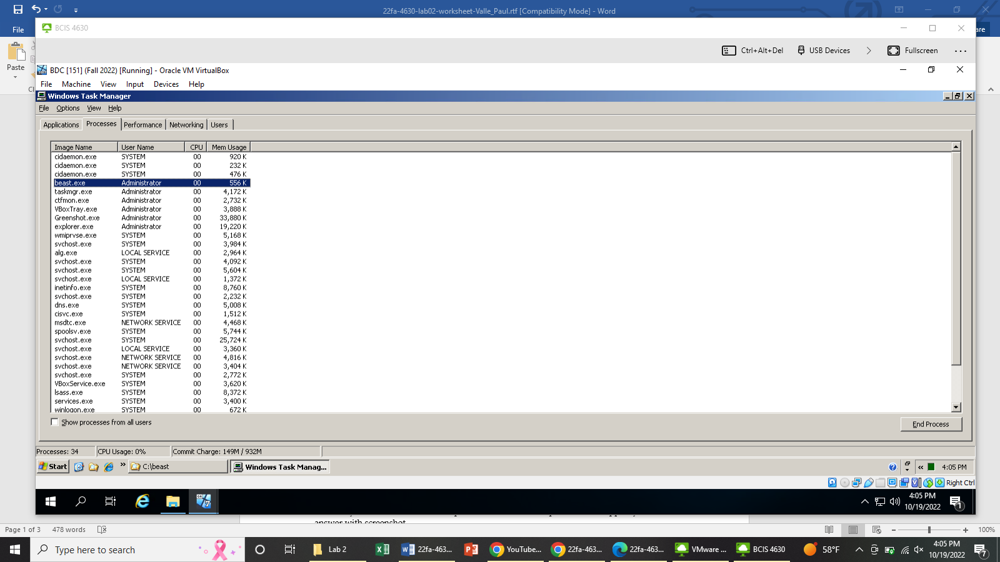 22fa-4630-lab02-worksheet-Valle_Paul.rtf [Compatibility Mode] - Word
File
are
Paste
BCIS 4630
Ctrl+Alt+Del USB Devices Fullscreen
BDC [151] (Fall 2022) [Running] - Oracle VM VirtualBox
File Machine View Input Devices Help
Windows Task Manager
File Options View Help
Applications Processes Performance Networking Users
Image Name User Name CPU Mem Usage
cidaemon.exe SYSTEM 00 920 K
cidaemon.exe SYSTEM 00 232 K
cidaemon.exe SYSTEM 00 476 K
beast.exe Administrator 00 556 K
taskmgr.exe Administrator 00 4,172 K
ctfmon.exe Administrator 00 2,732 K
VBoxTray.exe Administrator 00 3,888 K
Greenshot.exe Administrator 00 33,880 K
explorer.exe Administrator 00 19,220 K
wmiprvse.exe SYSTEM 00 5,168 K
svchost.exe SYSTEM 00 3,984 K
alg.exe LOCAL SERVICE 00 2,964 K
svchost.exe SYSTEM 00 4,092 K
svchost.exe SYSTEM 00 5,604 K
svchost.exe LOCAL SERVICE 00 1,372 K
inetinfo.exe SYSTEM 00 8,760 K
svchost.exe SYSTEM 00 2,232 K
dns.exe SYSTEM 00 5,008 K
cisvc.exe SYSTEM 00 1,512 K
msdtc.exe NETWORK SERVICE 00 4,468 K
spoolsv.exe SYSTEM 00 5,744 K
svchost.exe SYSTEM 00 25,724 K
svchost.exe LOCAL SERVICE 00 3,360 K
svchost.exe NETWORK SERVICE 00 4,816 K
svchost.exe NETWORK SERVICE 00 3,404 K
svchost.exe SYSTEM 00 2,772 K
VBoxService.exe SYSTEM 00 3,620 K
lsass.exe SYSTEM 00 8,372 K
services.exe SYSTEM 00 3,400 K
winlogon.exe SYSTEM 00 672 K
Show processes from all users
End Process
Processes: 34 CPU Usage: 0% Commit Charge: 149M / 932M
Start C:\beast Windows Task Manag... 4:05 PM
Right Ctrl
4:05 PM
10/19/2022
1
answer with screenshot
Page 1 of 3 478 words 100%
Type here to search Lab 2 22fa-463... YouTube... 22fa-463... 22fa-463... VMware ... BCIS 4630 58°F
4:05 PM
10/19/2022
7